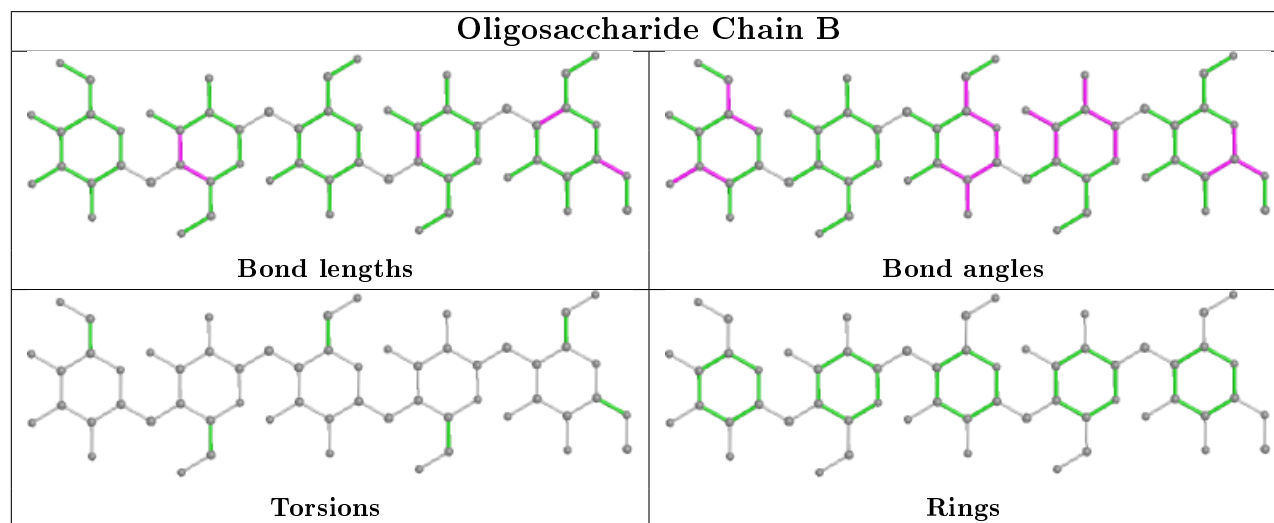 Oligosaccharide Chain B
Bond lengths
Bond angles
Torsions
Rings